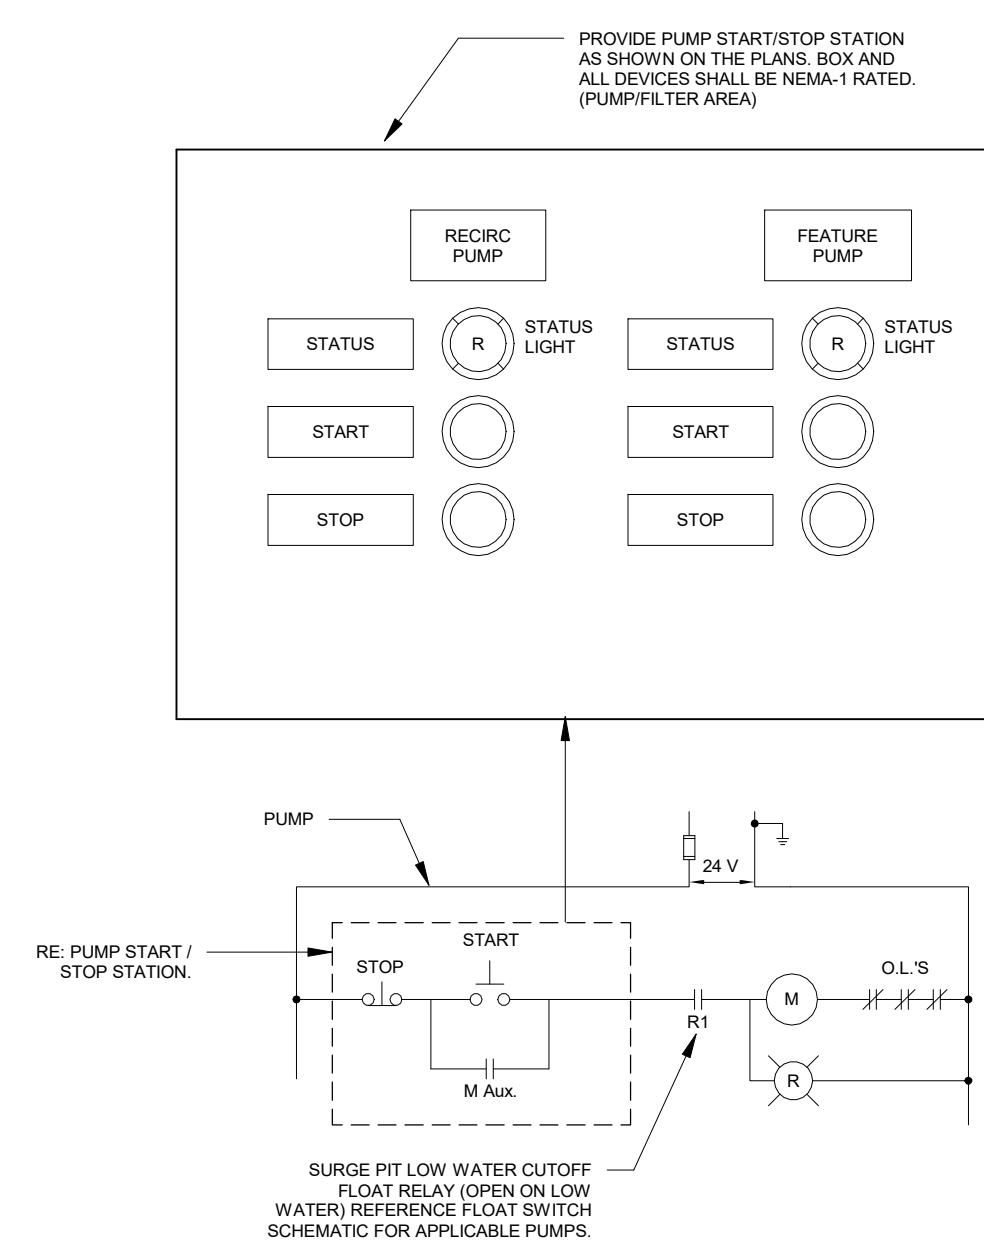 PROVIDE PUMP START/STOP STATION
AS SHOWN ON THE PLANS. BOX AND
ALL DEVICES SHALL BE NEMA-1 RATED.
(PUMP/FILTER AREA)
RECIRC
PUMP
FEATURE
PUMP
STATUS
R
STATUS
LIGHT
STATUS
R
STATUS
LIGHT
START
START
STOP
STOP
PUMP
24 V
RE: PUMP START /
STOP STATION.
START
STOP
O.L.'S
M
R1
M Aux.
R
SURGE PIT LOW WATER CUTOFF
FLOAT RELAY (OPEN ON LOW
WATER) REFERENCE FLOAT SWITCH
SCHEMATIC FOR APPLICABLE PUMPS.